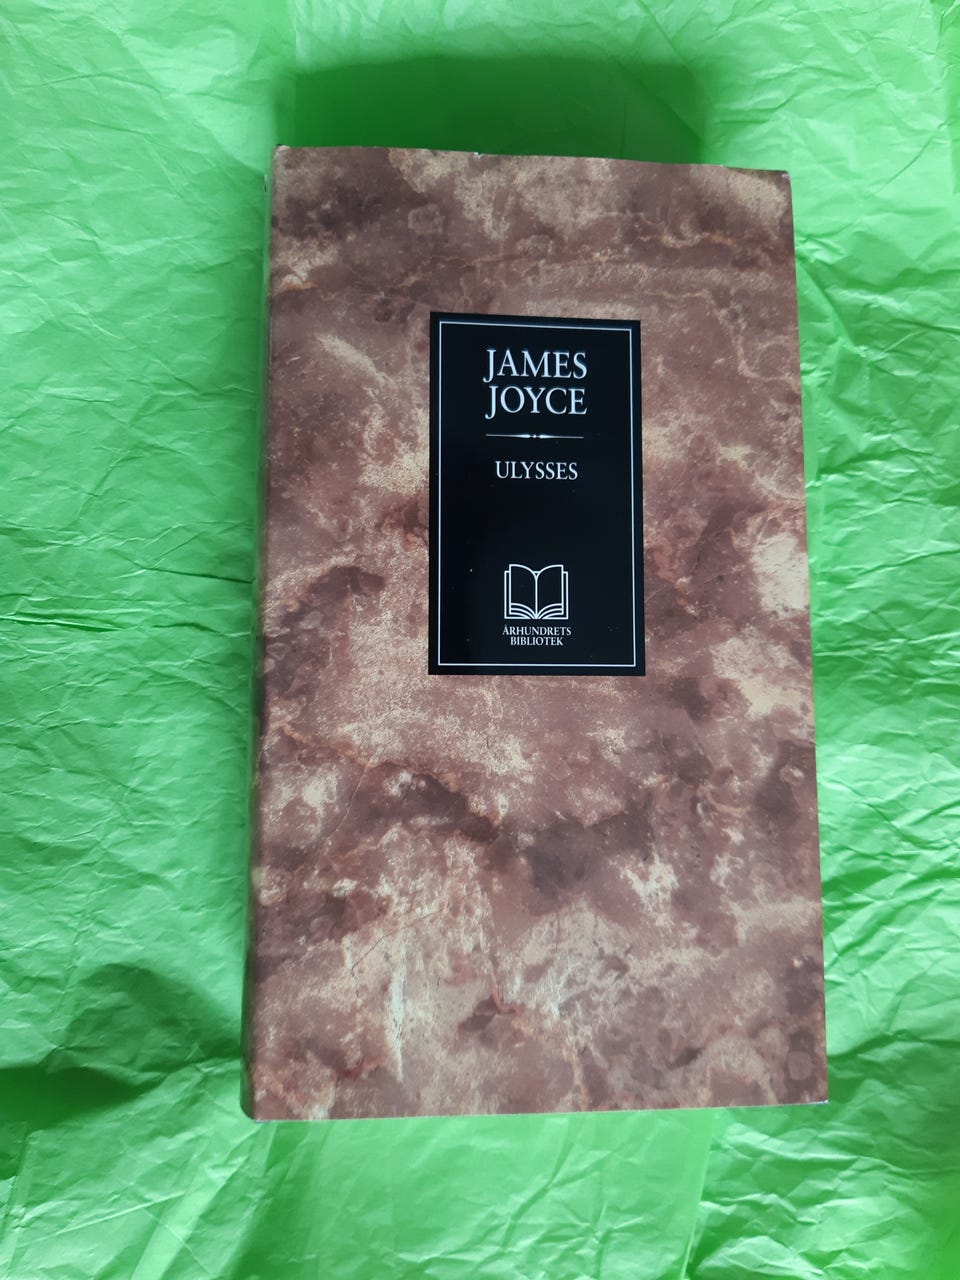 JAMES
JOYCE
ULYSSES
ÅRHUNDRETS
BIBLIOTEK